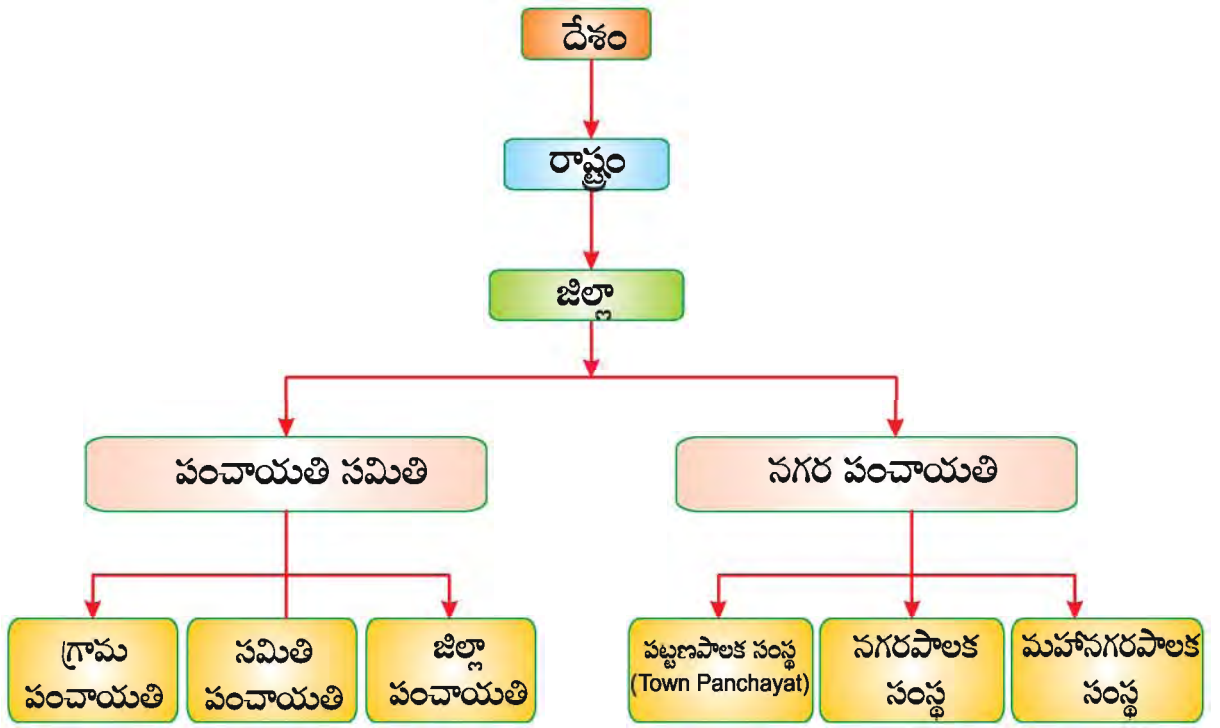 దేశం
రాష్ట్రం
జిల్లా
పంచాయతి సమితి
నగర పంచాయతి
గ్రామ
పంచాయతి
సమితి
పంచాయతి
జిల్లా
పంచాయతి
పట్టణపాలక సంస్థ
(Town Panchayat)
నగరపాలక
సంస్థ
మహానగరపాలక
సంస్థ